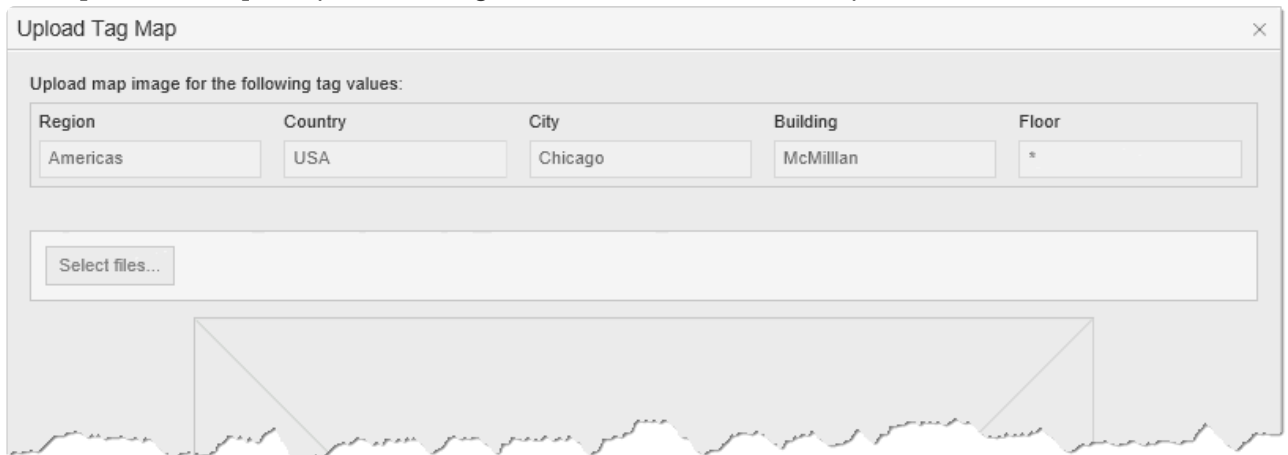 Upload Tag Map ×
Upload map image for the following tag values:
Region Country City Building Floor
Americas USA Chicago McMilllan *
Select files...